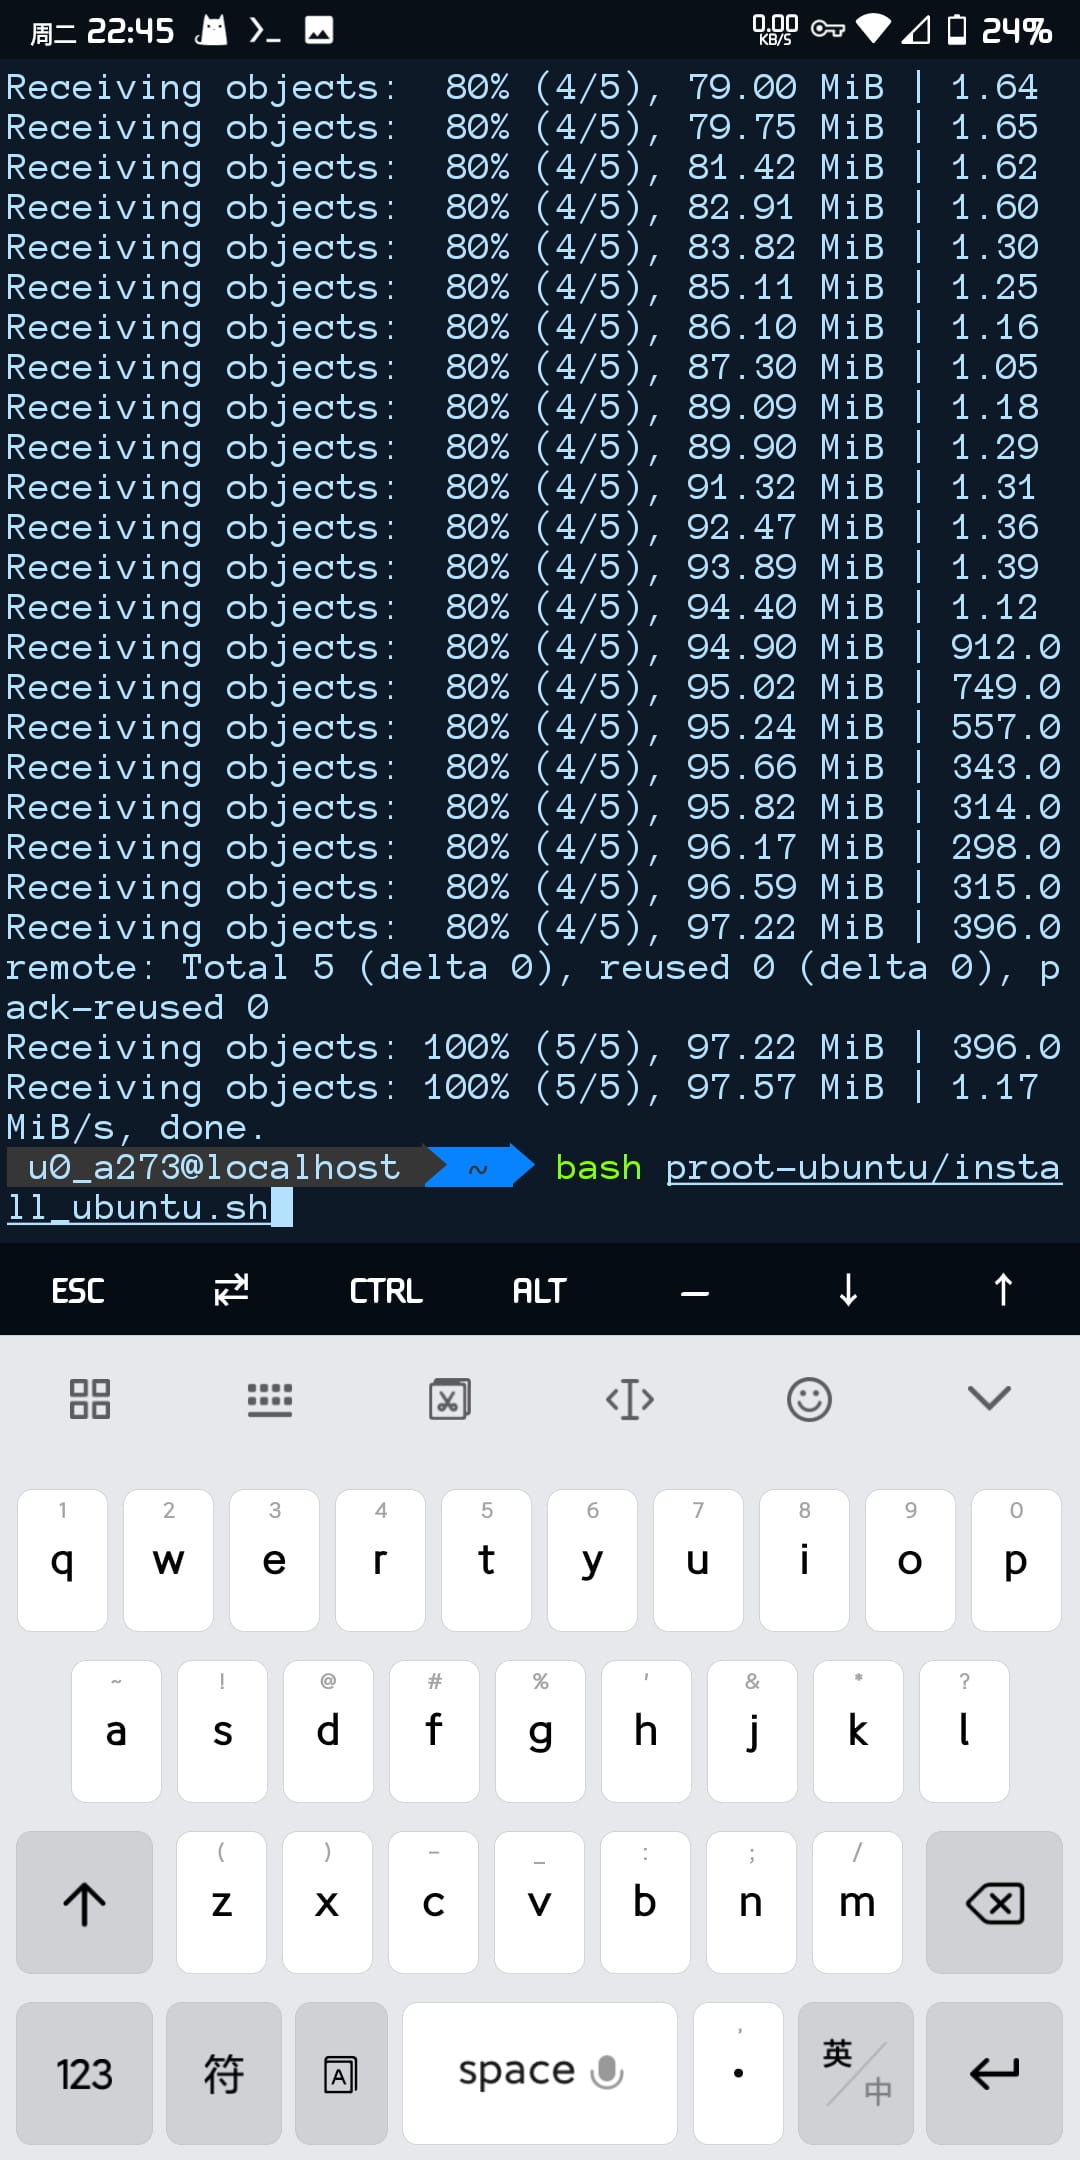 周二 22:45 0.00 KB/S 24%
Receiving objects:  80% (4/5), 79.00 MiB | 1.64
Receiving objects:  80% (4/5), 79.75 MiB | 1.65
Receiving objects:  80% (4/5), 81.42 MiB | 1.62
Receiving objects:  80% (4/5), 82.91 MiB | 1.60
Receiving objects:  80% (4/5), 83.82 MiB | 1.30
Receiving objects:  80% (4/5), 85.11 MiB | 1.25
Receiving objects:  80% (4/5), 86.10 MiB | 1.16
Receiving objects:  80% (4/5), 87.30 MiB | 1.05
Receiving objects:  80% (4/5), 89.09 MiB | 1.18
Receiving objects:  80% (4/5), 89.90 MiB | 1.29
Receiving objects:  80% (4/5), 91.32 MiB | 1.31
Receiving objects:  80% (4/5), 92.47 MiB | 1.36
Receiving objects:  80% (4/5), 93.89 MiB | 1.39
Receiving objects:  80% (4/5), 94.40 MiB | 1.12
Receiving objects:  80% (4/5), 94.90 MiB | 912.0
Receiving objects:  80% (4/5), 95.02 MiB | 749.0
Receiving objects:  80% (4/5), 95.24 MiB | 557.0
Receiving objects:  80% (4/5), 95.66 MiB | 343.0
Receiving objects:  80% (4/5), 95.82 MiB | 314.0
Receiving objects:  80% (4/5), 96.17 MiB | 298.0
Receiving objects:  80% (4/5), 96.59 MiB | 315.0
Receiving objects:  80% (4/5), 97.22 MiB | 396.0
remote: Total 5 (delta 0), reused 0 (delta 0), p
ack-reused 0
Receiving objects: 100% (5/5), 97.22 MiB | 396.0
Receiving objects: 100% (5/5), 97.57 MiB | 1.17
MiB/s, done.
u0_a273@localhost ~ bash proot-ubuntu/insta
ll_ubuntu.sh
ESC ⇄ CTRL ALT — ↓ ↑
1 2 3 4 5 6 7 8 9 0
q w e r t y u i o p
~ ! @ # % ' & * ?
a s d f g h j k l
( ) - _ : ; /
z x c v b n m
123 符 A space , . 英/中